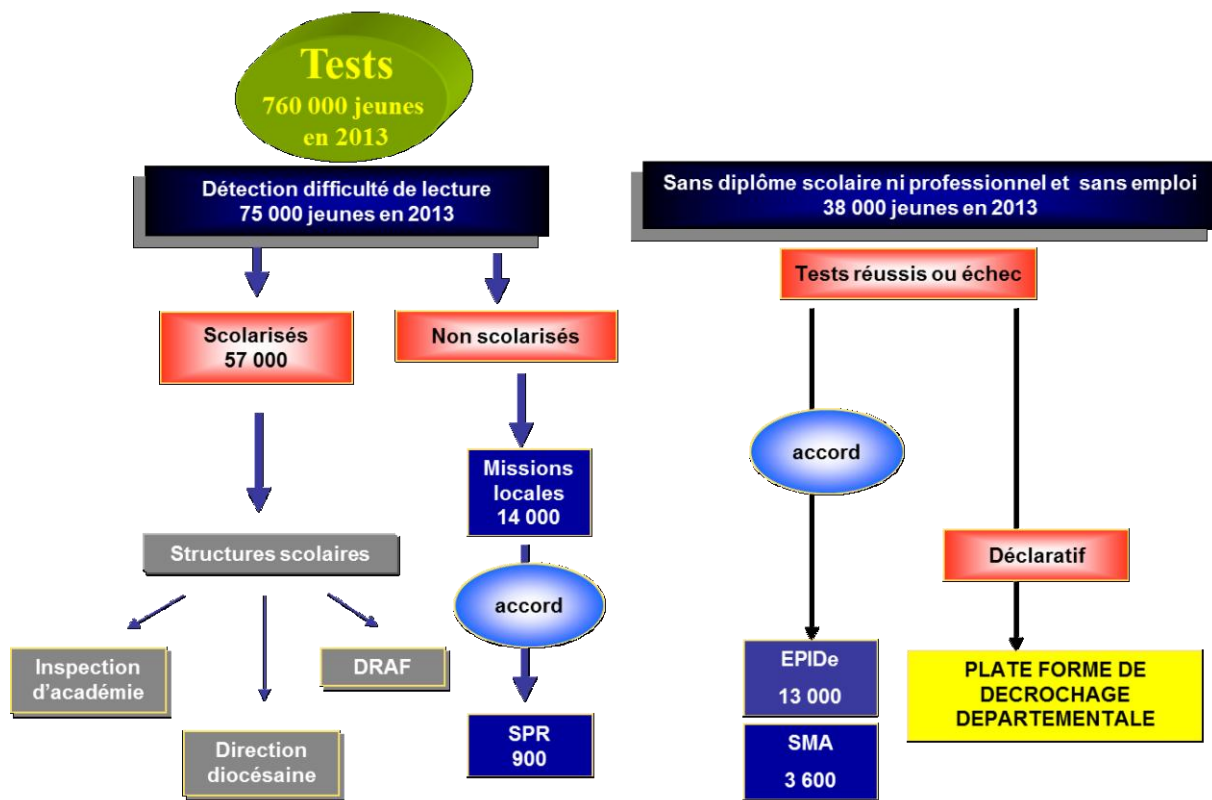 Tests
760 000 jeunes
en 2013
Détection difficulté de lecture
75 000 jeunes en 2013
Scolarisés
57 000
Non scolarisés
Missions
locales
14 000
Structures scolaires
accord
Inspection
d’académie
DRAF
Direction
diocésaine
SPR
900
Sans diplôme scolaire ni professionnel et sans emploi
38 000 jeunes en 2013
Tests réussis ou échec
accord
Déclaratif
EPIDe
13 000
SMA
3 600
PLATE FORME DE
DECROCHAGE
DEPARTEMENTALE